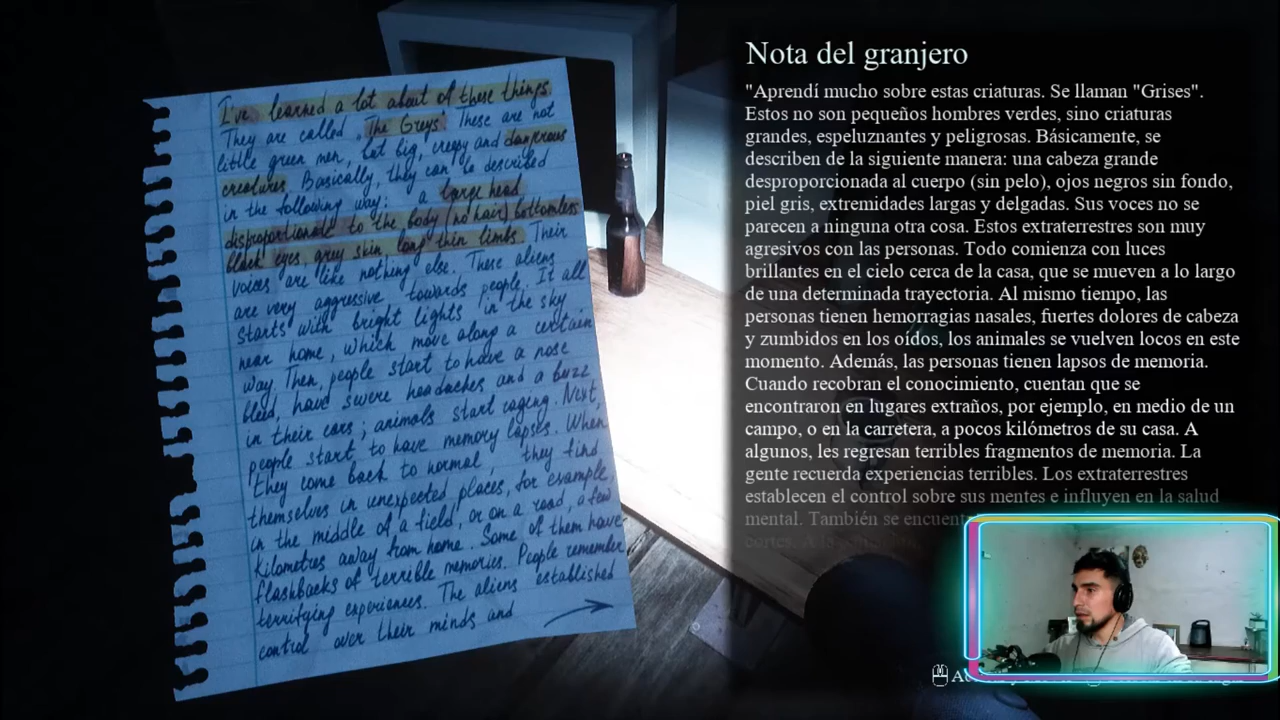 I've learned a lot about of these things.
They are called "The Greys". These are not
little green men, but big, creepy and dangerous
creatures. Basically, they can be described
in the following way: a large head
disproportionate to the body (no hair) bottomless
black eyes, grey skin, long thin limbs. Their
voices are like nothing else. These aliens
are very aggressive towards people. It all
starts with bright lights in the sky
near home, which move along a certain
way. Then, people start to have a nose
bleed, have swere headaches and a buzz
in their ears; animals start raging. Next,
people start to have memory lapses. When
they come back to normal, they find
themselves in unexpected places, for example,
in the middle of a field, or on a road, a few
kilometres away from home. Some of them have
flashbacks of terrible memories. People remember
terrifying experiences. The aliens established
control over their minds and
Nota del granjero
"Aprendí mucho sobre estas criaturas. Se llaman "Grises".
Estos no son pequeños hombres verdes, sino criaturas
grandes, espeluznantes y peligrosas. Básicamente, se
describen de la siguiente manera: una cabeza grande
desproporcionada al cuerpo (sin pelo), ojos negros sin fondo,
piel gris, extremidades largas y delgadas. Sus voces no se
parecen a ninguna otra cosa. Estos extraterrestres son muy
agresivos con las personas. Todo comienza con luces
brillantes en el cielo cerca de la casa, que se mueven a lo largo
de una determinada trayectoria. Al mismo tiempo, las
personas tienen hemorragias nasales, fuertes dolores de cabeza
y zumbidos en los oídos, los animales se vuelven locos en este
momento. Además, las personas tienen lapsos de memoria.
Cuando recobran el conocimiento, cuentan que se
encontraron en lugares extraños, por ejemplo, en medio de un
campo, o en la carretera, a pocos kilómetros de su casa. A
algunos, les regresan terribles fragmentos de memoria. La
gente recuerda experiencias terribles. Los extraterrestres
establecen el control sobre sus mentes e influyen en la salud
mental. También se
cortes. A